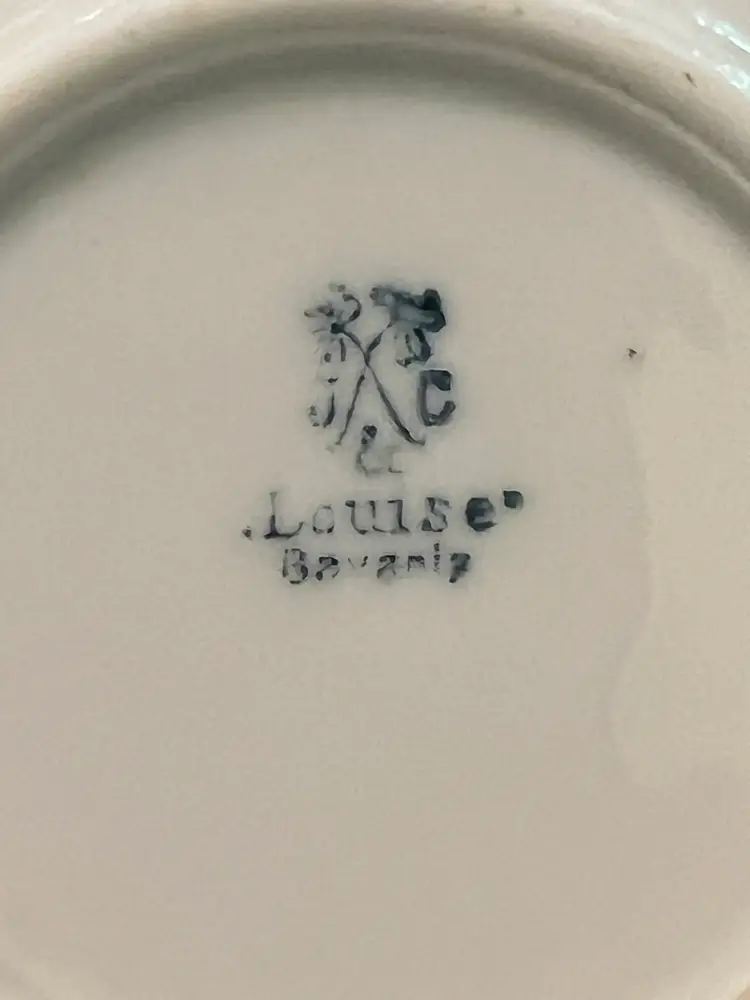 J C
„Louise"
Bavaria